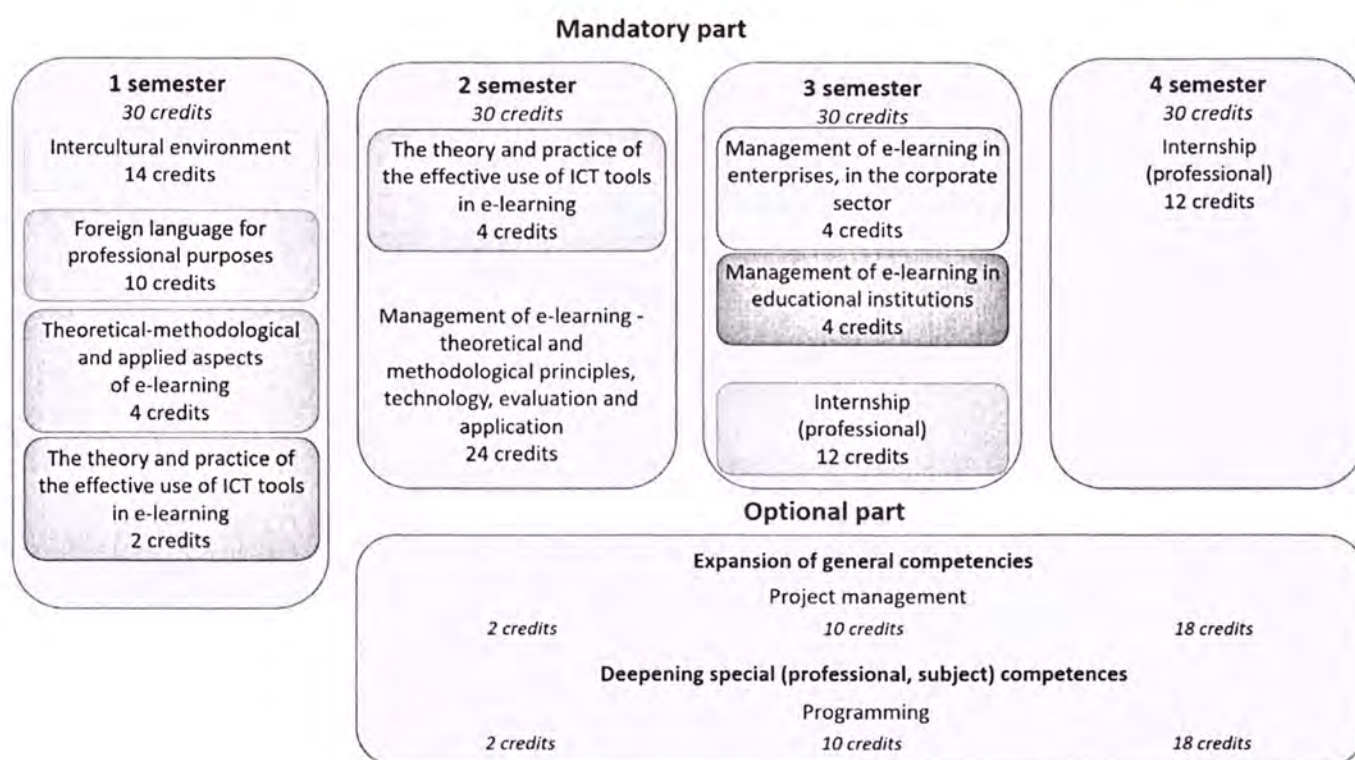 Mandatory part
1 semester
30 credits
Intercultural environment
14 credits
Foreign language for
professional purposes
10 credits
Theoretical-methodological
and applied aspects
of e-learning
4 credits
The theory and practice of
the effective use of ICT tools
in e-learning
2 credits
2 semester
30 credits
The theory and practice of
the effective use of ICT tools
in e-learning
4 credits
Management of e-learning -
theoretical and
methodological principles,
technology, evaluation and
application
24 credits
3 semester
30 credits
Management of e-learning in
enterprises, in the corporate
sector
4 credits
Management of e-learning in
educational institutions
4 credits
Internship
(professional)
12 credits
4 semester
30 credits
Internship
(professional)
12 credits
Optional part
Expansion of general competencies
Project management
2 credits 10 credits 18 credits
Deepening special (professional, subject) competences
Programming
2 credits 10 credits 18 credits